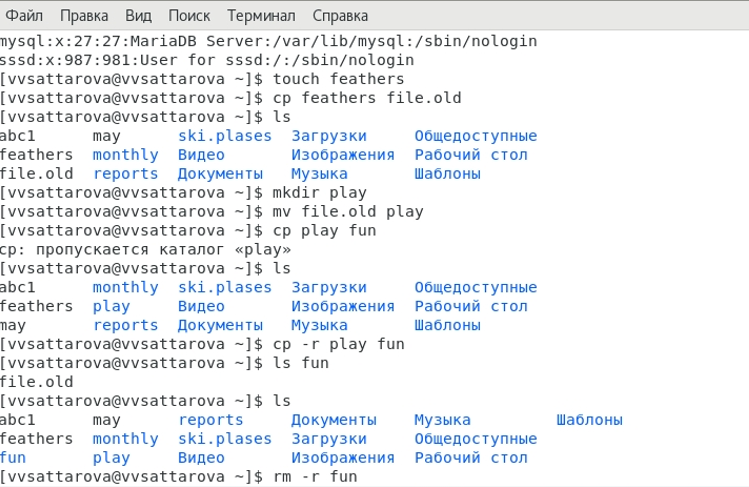 Файл Правка Вид Поиск Терминал Справка
mysql:x:27:27:MariaDB Server:/var/lib/mysql:/sbin/nologin
sssd:x:987:981:User for sssd:/:/sbin/nologin
[vvsattarova@vvsattarova ~]$ touch feathers
[vvsattarova@vvsattarova ~]$ cp feathers file.old
[vvsattarova@vvsattarova ~]$ ls
abc1 may ski.plases Загрузки Общедоступные
feathers monthly Видео Изображения Рабочий стол
file.old reports Документы Музыка Шаблоны
[vvsattarova@vvsattarova ~]$ mkdir play
[vvsattarova@vvsattarova ~]$ mv file.old play
[vvsattarova@vvsattarova ~]$ cp play fun
cp: пропускается каталог «play»
[vvsattarova@vvsattarova ~]$ ls
abc1 monthly ski.plases Загрузки Общедоступные
feathers play Видео Изображения Рабочий стол
may reports Документы Музыка Шаблоны
[vvsattarova@vvsattarova ~]$ cp -r play fun
[vvsattarova@vvsattarova ~]$ ls fun
file.old
[vvsattarova@vvsattarova ~]$ ls
abc1 may reports Документы Музыка Шаблоны
feathers monthly ski.plases Загрузки Общедоступные
fun play Видео Изображения Рабочий стол
[vvsattarova@vvsattarova ~]$ rm -r fun